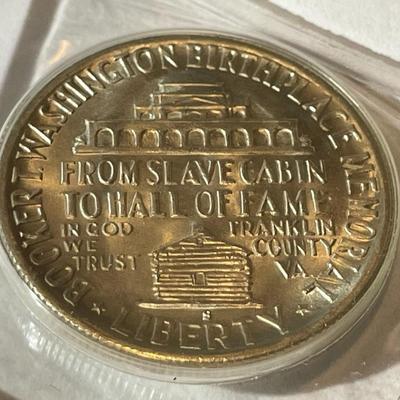 BOOKER T. WASHINGTON BIRTHPLACE MEMORIAL
FROM SLAVE CABIN
TO HALL OF FAME
IN GOD
WE
TRUST
FRANKLIN
COUNTY
VA.
S
LIBERTY